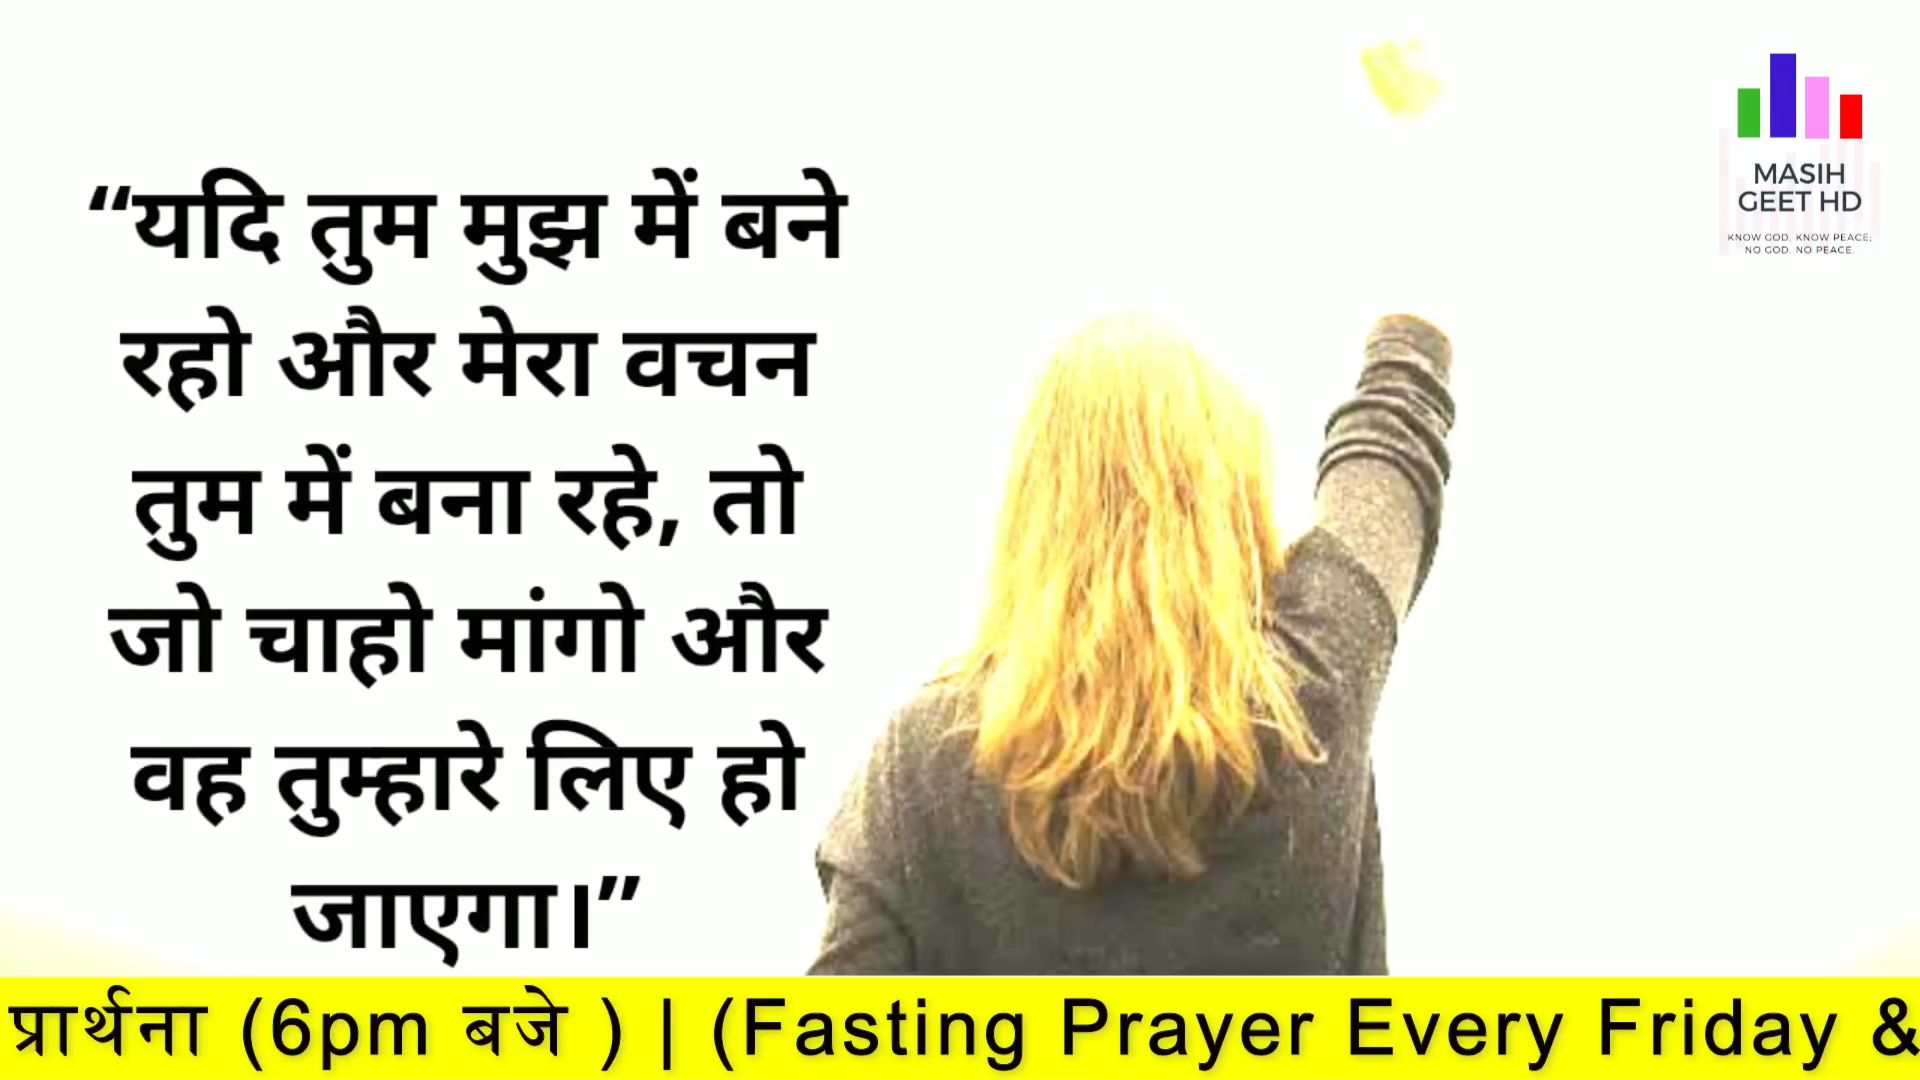 “यदि तुम मुझ में बने
रहो और मेरा वचन
तुम में बना रहे, तो
जो चाहो मांगो और
वह तुम्हारे लिए हो
जाएगा।”
MASIH
GEET HD
KNOW GOD. KNOW PEACE;
NO GOD. NO PEACE.
प्रार्थना (6pm बजे ) | (Fasting Prayer Every Friday &